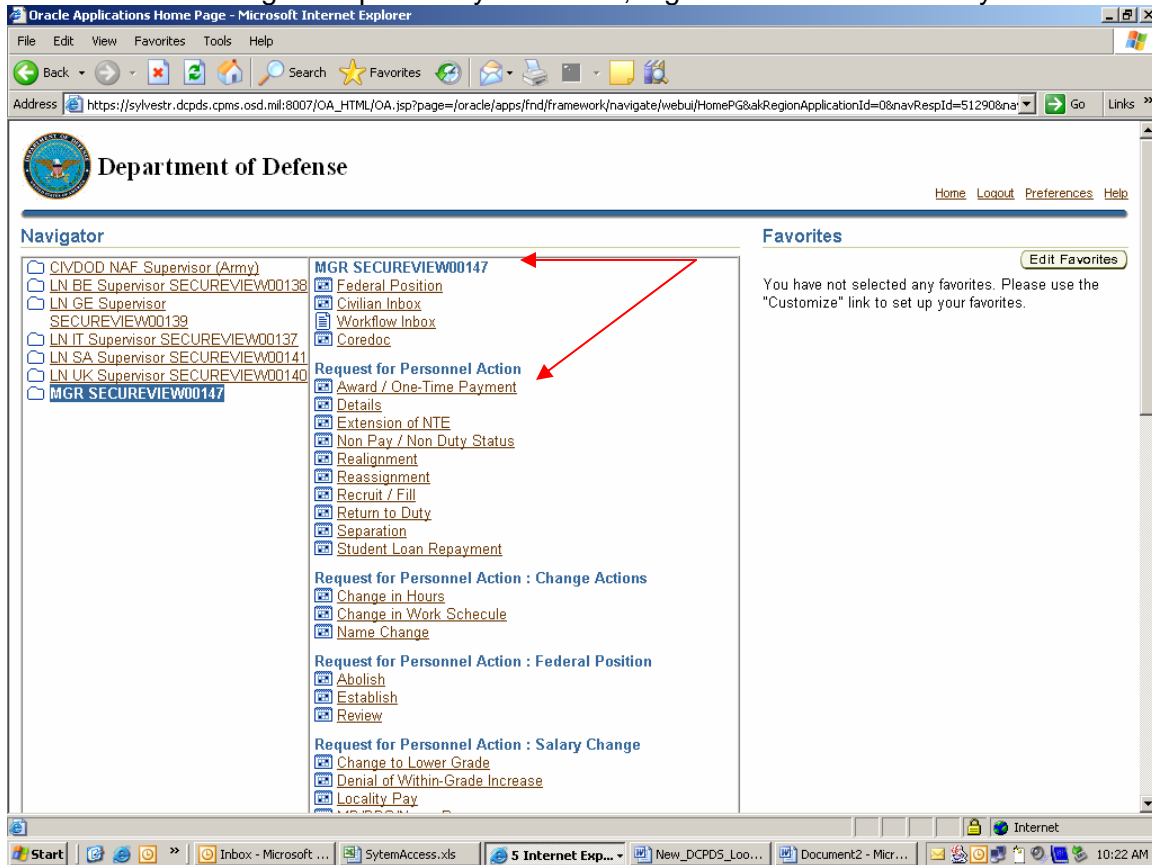 Oracle Applications Home Page - Microsoft Internet Explorer
File Edit View Favorites Tools Help
Back Search Favorites
Address https://sylvestr.dcpds.cpms.osd.mil:8007/OA_HTML/OA.jsp?page=/oracle/apps/fnd/framework/navigate/webui/HomePG&akRegionApplicationId=0&navRespId=51290&na Go Links »
Department of Defense
Home Logout Preferences Help
Navigator
CIVDOD NAF Supervisor (Army)
LN BE Supervisor SECUREVIEW00138
LN GE Supervisor
SECUREVIEW00139
LN IT Supervisor SECUREVIEW00137
LN SA Supervisor SECUREVIEW00141
LN UK Supervisor SECUREVIEW00140
MGR SECUREVIEW00147
MGR SECUREVIEW00147
Federal Position
Civilian Inbox
Workflow Inbox
Coredoc
Request for Personnel Action
Award / One-Time Payment
Details
Extension of NTE
Non Pay / Non Duty Status
Realignment
Reassignment
Recruit / Fill
Return to Duty
Separation
Student Loan Repayment
Request for Personnel Action : Change Actions
Change in Hours
Change in Work Schecule
Name Change
Request for Personnel Action : Federal Position
Abolish
Establish
Review
Request for Personnel Action : Salary Change
Change to Lower Grade
Denial of Within-Grade Increase
Locality Pay
Favorites
Edit Favorites
You have not selected any favorites. Please use the
"Customize" link to set up your favorites.
Internet
Start » Inbox - Microsoft ... SytemAccess.xls 5 Internet Exp... New_DCPDS_Loo... Document2 - Micr... 10:22 AM